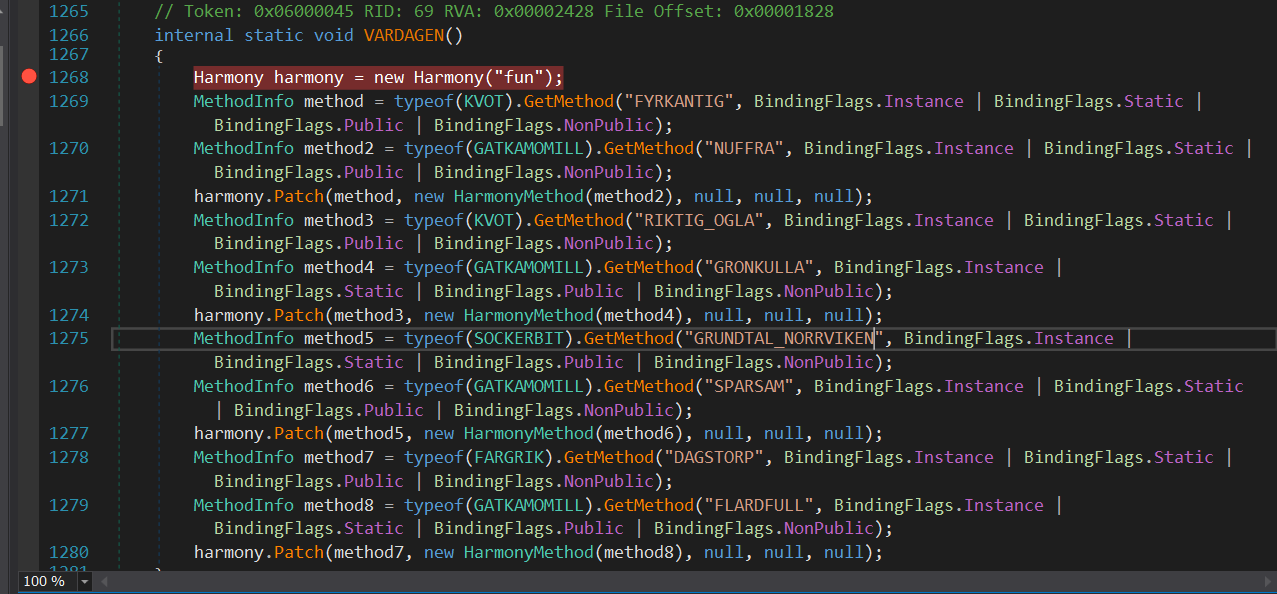 1265 // Token: 0x06000045 RID: 69 RVA: 0x00002428 File Offset: 0x00001828
1266 internal static void VARDAGEN()
1267 {
1268 Harmony harmony = new Harmony("fun");
1269 MethodInfo method = typeof(KVOT).GetMethod("FYRKANTIG", BindingFlags.Instance | BindingFlags.Static |
BindingFlags.Public | BindingFlags.NonPublic);
1270 MethodInfo method2 = typeof(GATKAMOMILL).GetMethod("NUFFRA", BindingFlags.Instance | BindingFlags.Static |
BindingFlags.Public | BindingFlags.NonPublic);
1271 harmony.Patch(method, new HarmonyMethod(method2), null, null, null);
1272 MethodInfo method3 = typeof(KVOT).GetMethod("RIKTIG_OGLA", BindingFlags.Instance | BindingFlags.Static |
BindingFlags.Public | BindingFlags.NonPublic);
1273 MethodInfo method4 = typeof(GATKAMOMILL).GetMethod("GRONKULLA", BindingFlags.Instance |
BindingFlags.Static | BindingFlags.Public | BindingFlags.NonPublic);
1274 harmony.Patch(method3, new HarmonyMethod(method4), null, null, null);
1275 MethodInfo method5 = typeof(SOCKERBIT).GetMethod("GRUNDTAL_NORRVIKEN", BindingFlags.Instance |
BindingFlags.Static | BindingFlags.Public | BindingFlags.NonPublic);
1276 MethodInfo method6 = typeof(GATKAMOMILL).GetMethod("SPARSAM", BindingFlags.Instance | BindingFlags.Static
| BindingFlags.Public | BindingFlags.NonPublic);
1277 harmony.Patch(method5, new HarmonyMethod(method6), null, null, null);
1278 MethodInfo method7 = typeof(FARGRIK).GetMethod("DAGSTORP", BindingFlags.Instance | BindingFlags.Static |
BindingFlags.Public | BindingFlags.NonPublic);
1279 MethodInfo method8 = typeof(GATKAMOMILL).GetMethod("FLARDFULL", BindingFlags.Instance |
BindingFlags.Static | BindingFlags.Public | BindingFlags.NonPublic);
1280 harmony.Patch(method7, new HarmonyMethod(method8), null, null, null);
1281
100 %